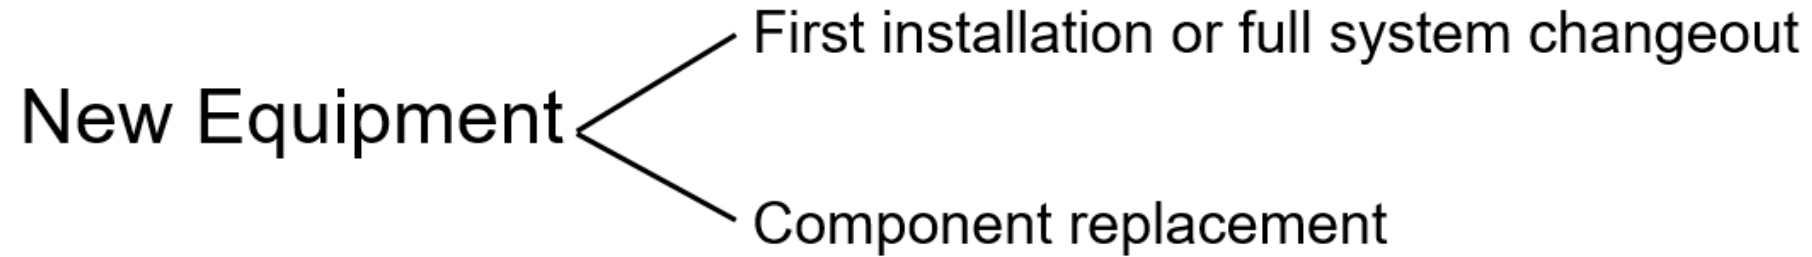 First installation or full system changeout
New Equipment
Component replacement